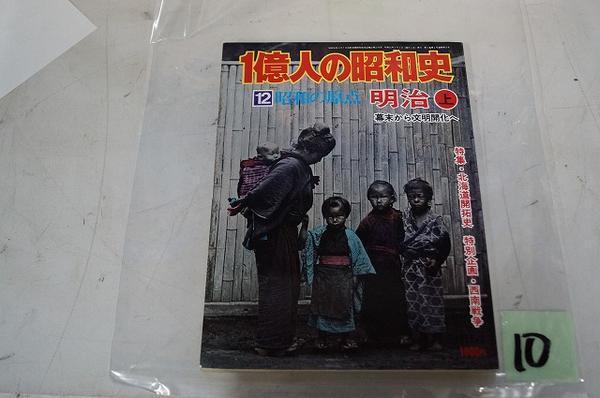 1億人の昭和史
12 昭和の原点 明治 上
幕末から文明開化へ
特集・北海道開拓史 特別企画・西南戦争
10